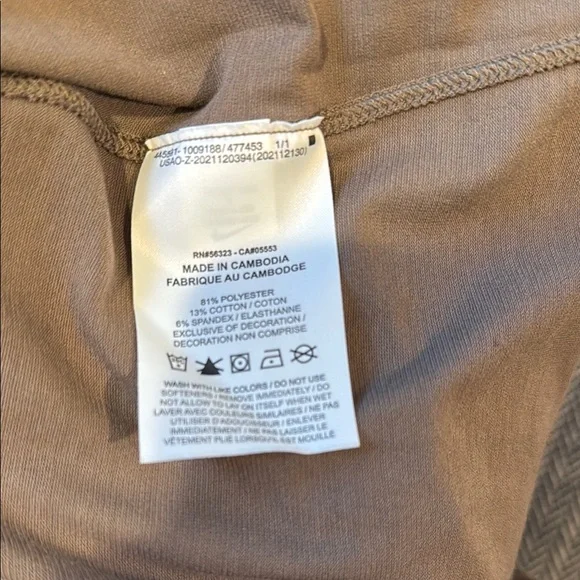 1009188/477453 1/1
USAO-Z-2021120394(202112130)
RN#56323 - CA#05553
MADE IN CAMBODIA
FABRIQUE AU CAMBODGE
81% POLYESTER
13% COTTON / COTON
6% SPANDEX / ELASTHANNE
EXCLUSIVE OF DECORATION /
DECORATION NON COMPRISE
WASH WITH LIKE COLORS / DO NOT USE
SOFTENERS / REMOVE IMMEDIATELY / DO
NOT ALLOW TO LAY ON ITSELF WHEN WET
LAVER AVEC COULEURS SIMILAIRES / NE PAS
UTILISER D'ADOUCISSEUR / ENLEVER
IMMÉDIATEMENT / NE PAS LAISSER LE
VÊTEMENT PLIÉ LORSQU'IL EST MOUILLÉ.